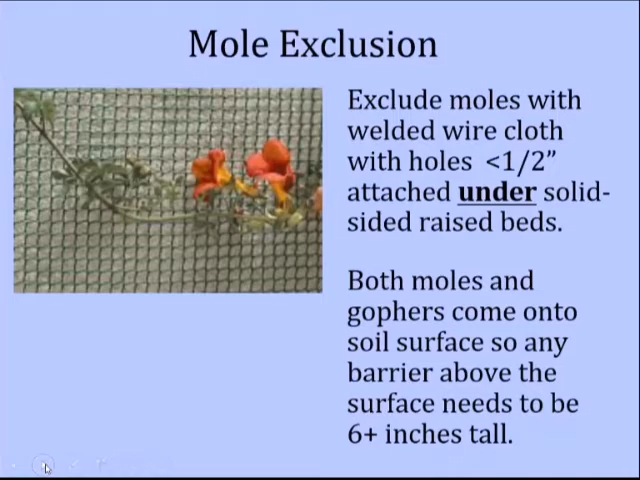 Mole Exclusion
Exclude moles with
welded wire cloth
with holes  <1/2”
attached under solid-
sided raised beds.
Both moles and
gophers come onto
soil surface so any
barrier above the
surface needs to be
6+ inches tall.